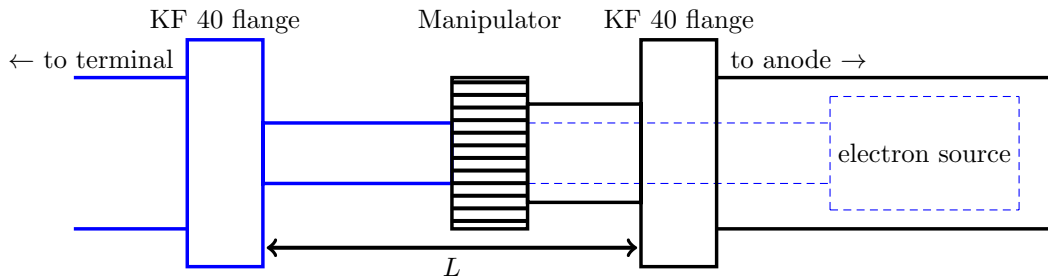 KF 40 flange
Manipulator
KF 40 flange
← to terminal
to anode →
electron source
L